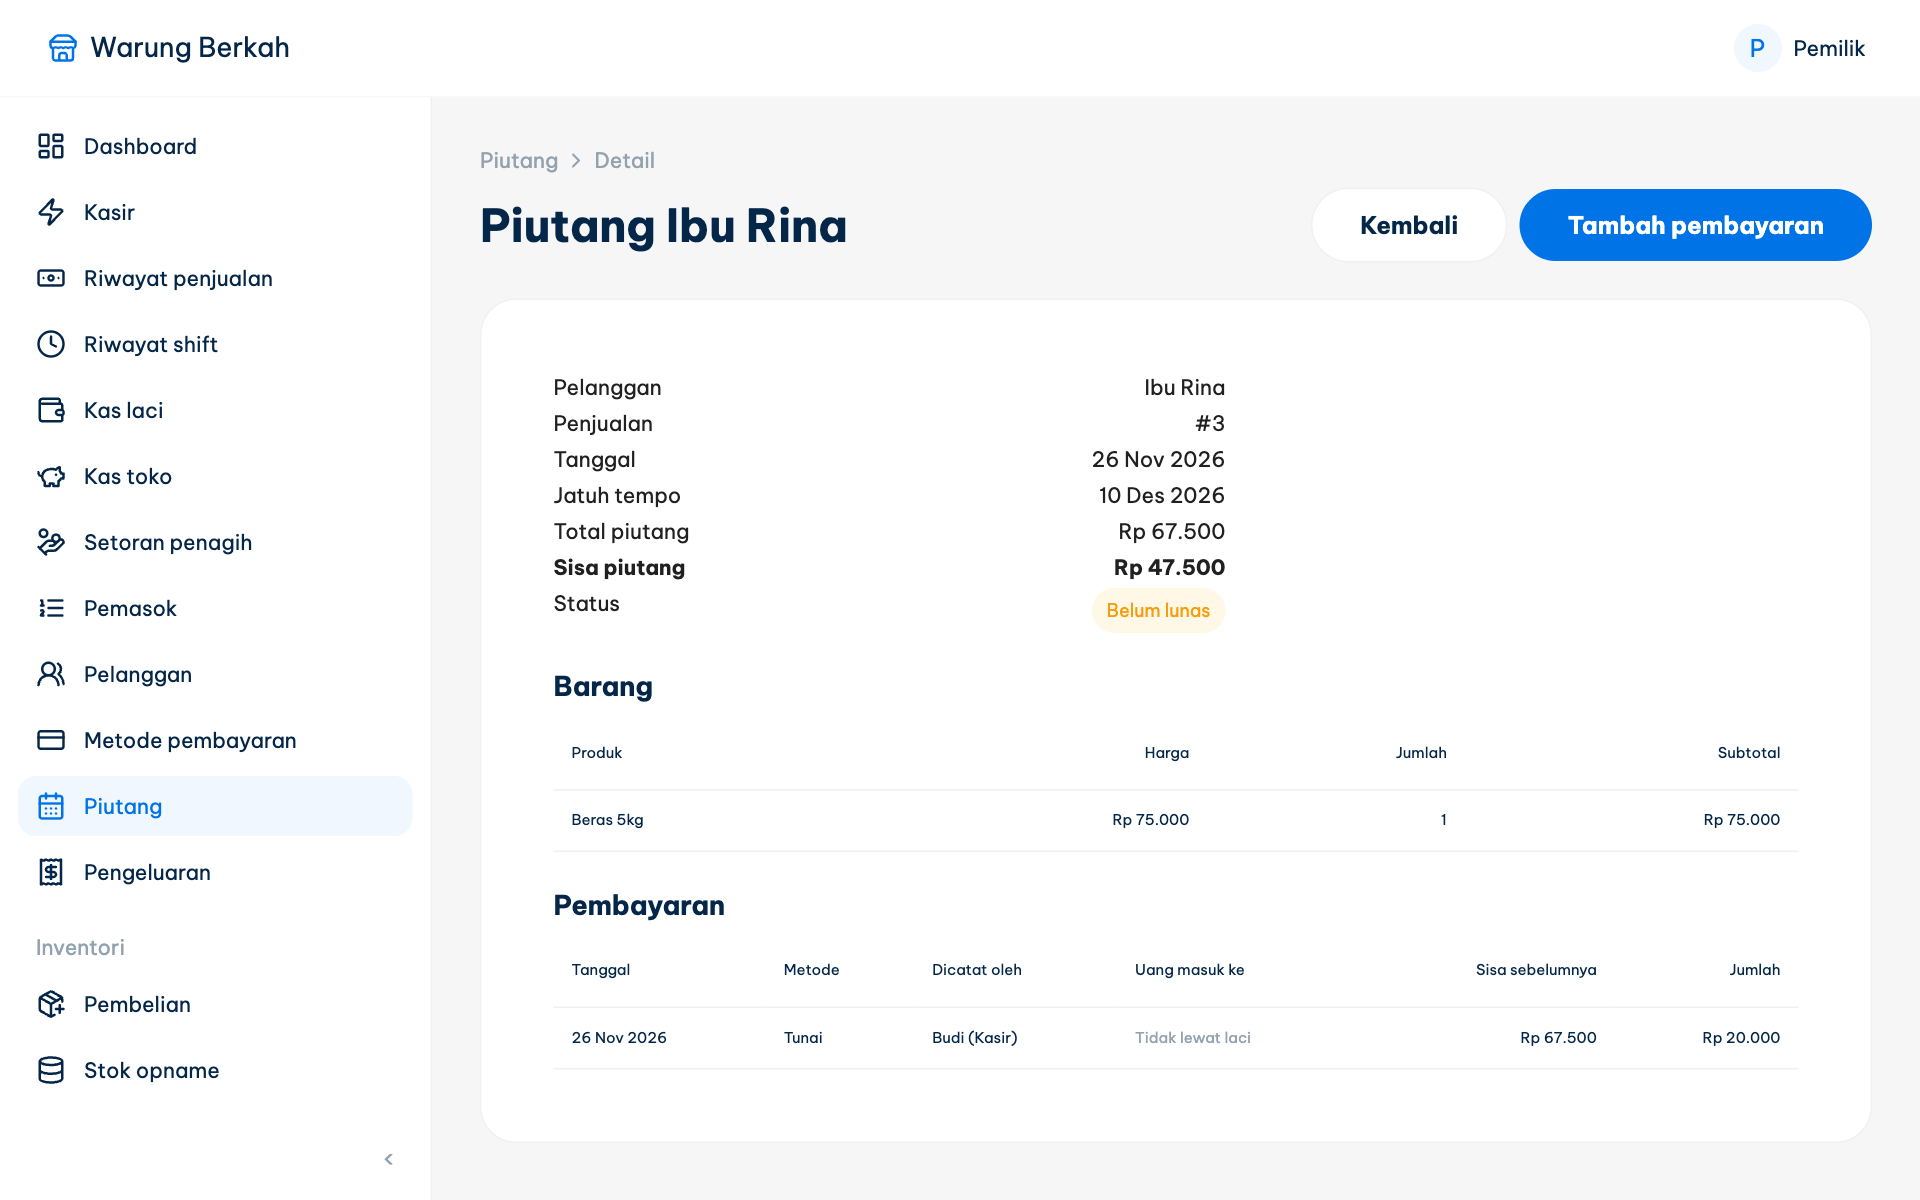 Warung Berkah
P Pemilik
Dashboard
Kasir
Riwayat penjualan
Riwayat shift
Kas laci
Kas toko
Setoran penagih
Pemasok
Pelanggan
Metode pembayaran
Piutang
Pengeluaran
Inventori
Pembelian
Stok opname
Piutang > Detail
Piutang Ibu Rina
Kembali
Tambah pembayaran
Pelanggan Ibu Rina
Penjualan #3
Tanggal 26 Nov 2026
Jatuh tempo 10 Des 2026
Total piutang Rp 67.500
Sisa piutang Rp 47.500
Status Belum lunas
Barang
Produk Harga Jumlah Subtotal
Beras 5kg Rp 75.000 1 Rp 75.000
Pembayaran
Tanggal Metode Dicatat oleh Uang masuk ke Sisa sebelumnya Jumlah
26 Nov 2026 Tunai Budi (Kasir) Tidak lewat laci Rp 67.500 Rp 20.000